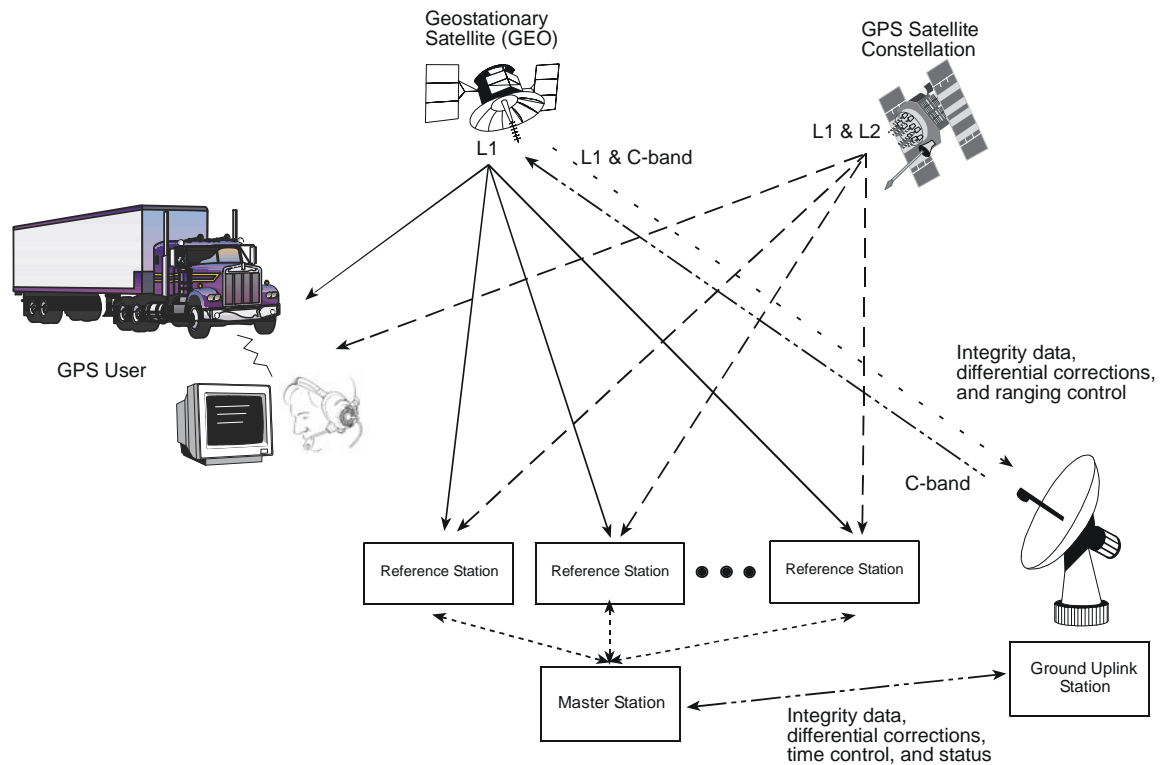 Geostationary
Satellite (GEO)
GPS Satellite
Constellation
L1 & L2
L1
L1 & C-band
GPS User
Integrity data,
differential corrections,
and ranging control
C-band
Reference Station
Reference Station
Reference Station
Master Station
Ground Uplink
Station
Integrity data,
differential corrections,
time control, and status